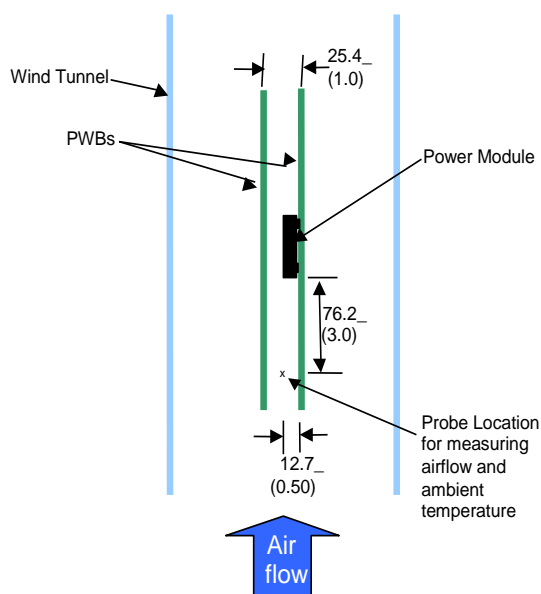 25.4_
(1.0)
Wind Tunnel
PWBs
Power Module
76.2_
(3.0)
x
Probe Location
for measuring
airflow and
ambient
temperature
12.7_
(0.50)
Air
flow